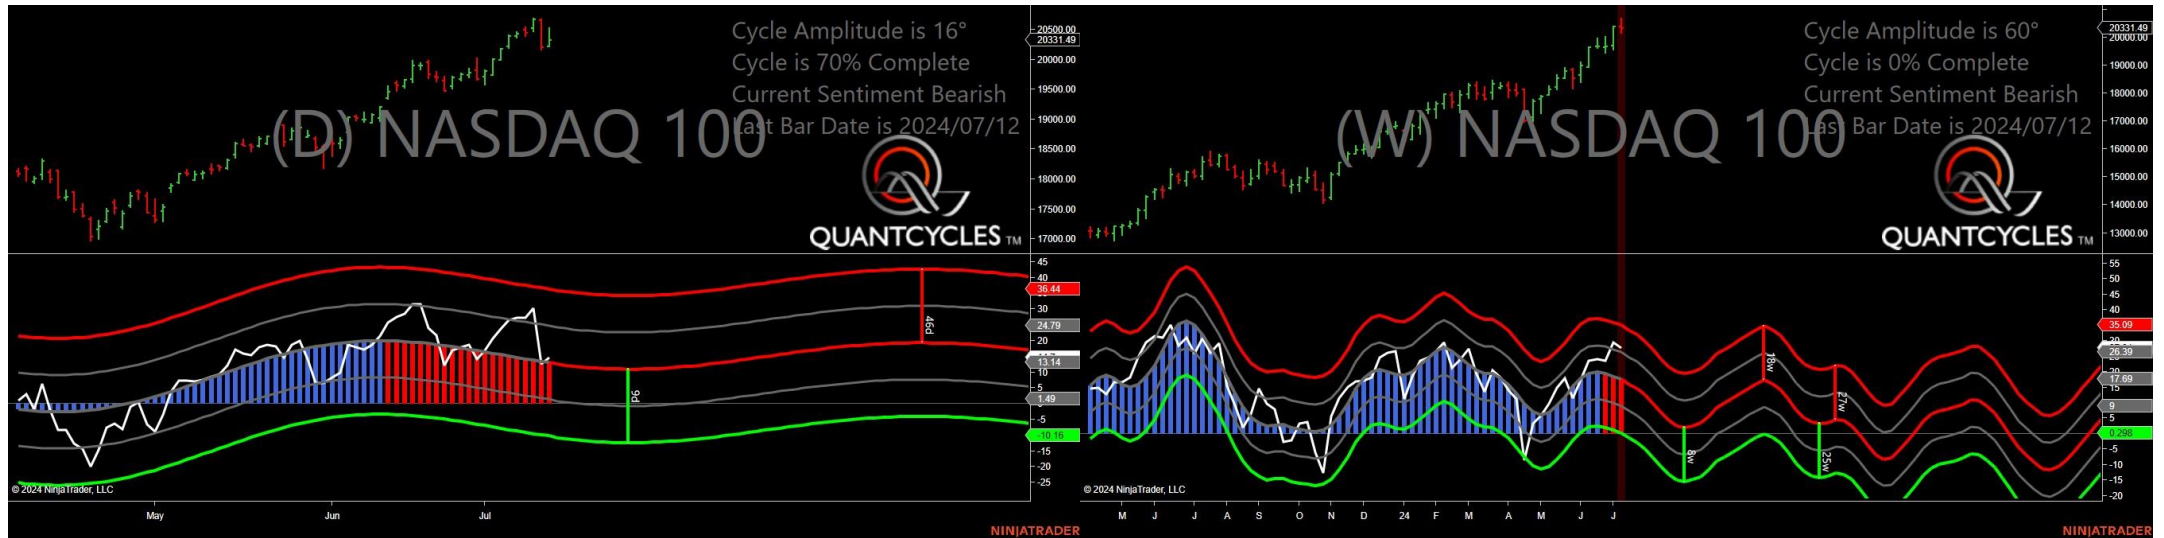 Cycle Amplitude is 16°
Cycle is 70% Complete
Current Sentiment Bearish
Last Bar Date is 2024/07/12
(D) NASDAQ 100
QUANTCYCLES TM
20500.00
20331.49
20000.00
19500.00
19000.00
18500.00
18000.00
17500.00
17000.00
45
40
36.44
30
24.79
20
13.14
10
5
1.49
-5
-10.16
-15
-20
-25
46d
9d
© 2024 NinjaTrader, LLC
May
Jun
Jul
NINJATRADER
Cycle Amplitude is 60°
Cycle is 0% Complete
Current Sentiment Bearish
Last Bar Date is 2024/07/12
(W) NASDAQ 100
QUANTCYCLES TM
20331.49
20000.00
19000.00
18000.00
17000.00
16000.00
15000.00
14000.00
13000.00
55
50
45
40
35.09
30
26.39
20
17.69
15
9
5
0.298
-5
-10
-15
-20
18w
27w
8w
25w
© 2024 NinjaTrader, LLC
M J J A S O N D 24 F M A M J J
NINJATRADER